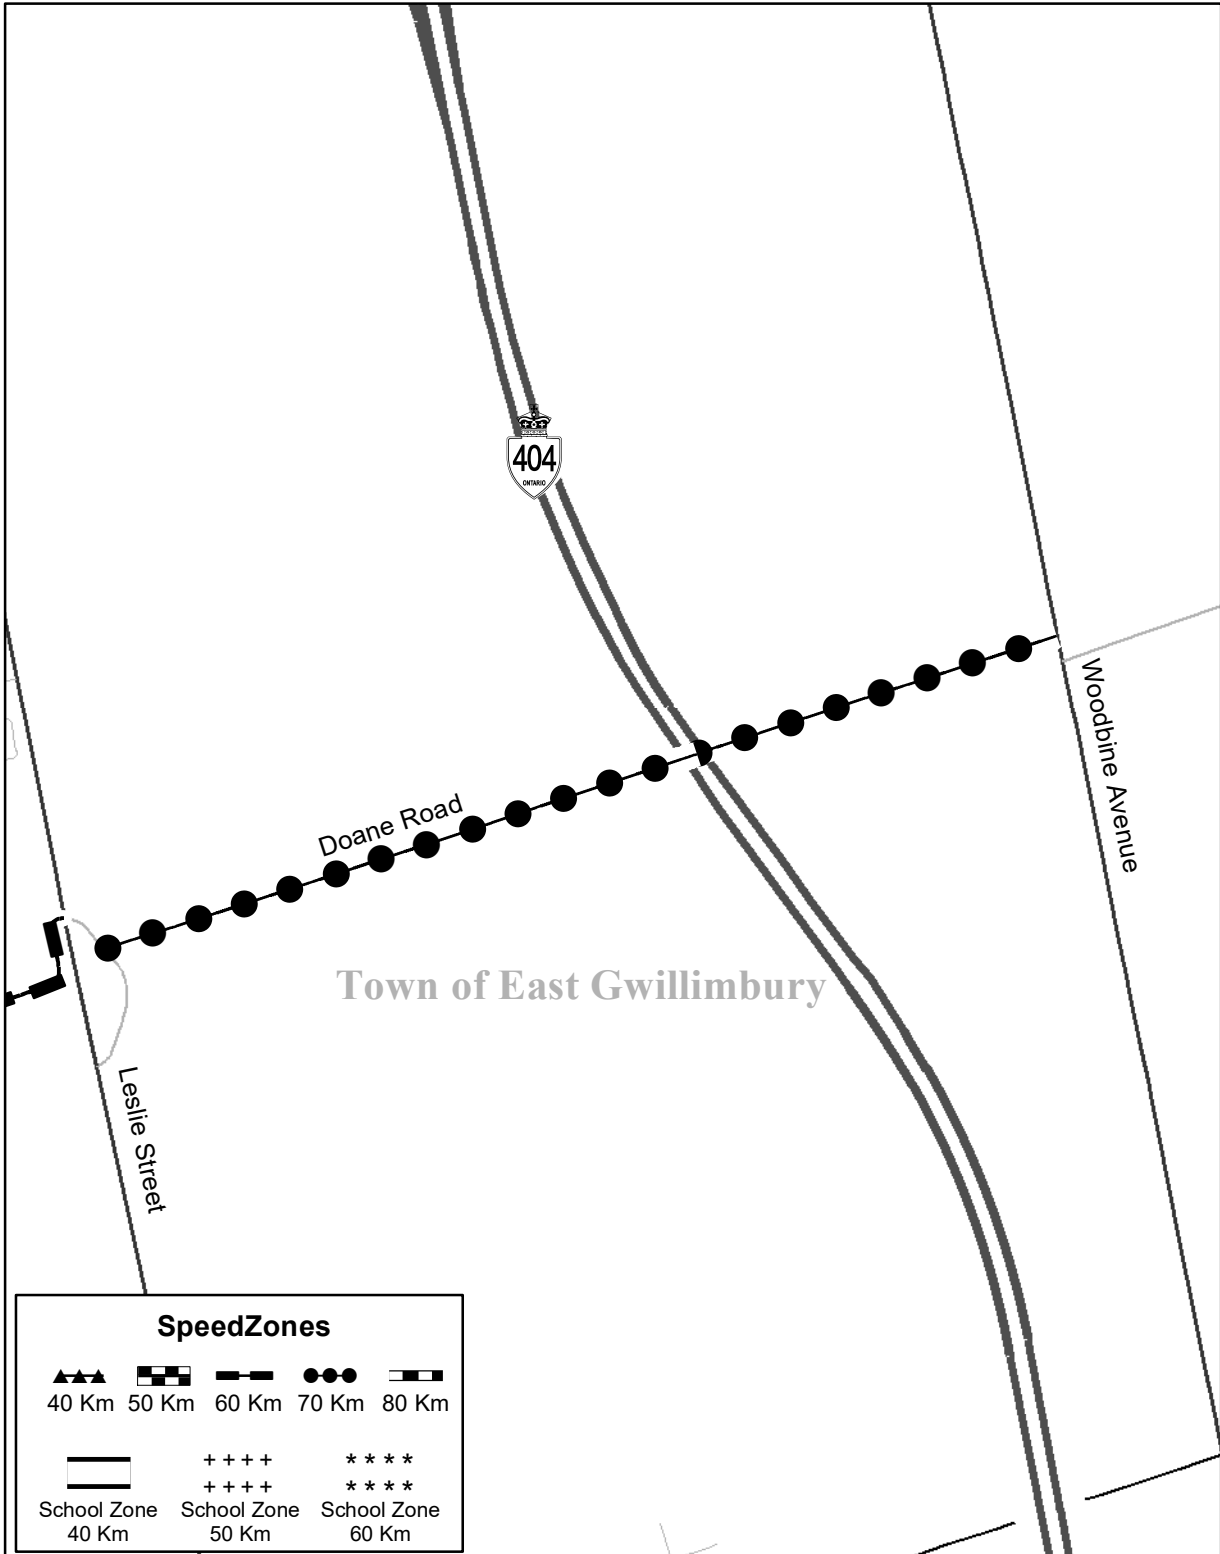 404
ONTARIO
Woodbine Avenue
Doane Road
Town of East Gwillimbury
Leslie Street
SpeedZones
40 Km 50 Km 60 Km 70 Km 80 Km
School Zone School Zone School Zone
40 Km 50 Km 60 Km